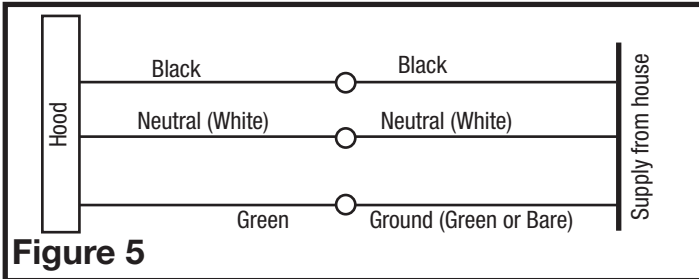 Hood
Black
Black
Neutral (White)
Neutral (White)
Green
Ground (Green or Bare)
Supply from house
Figure 5